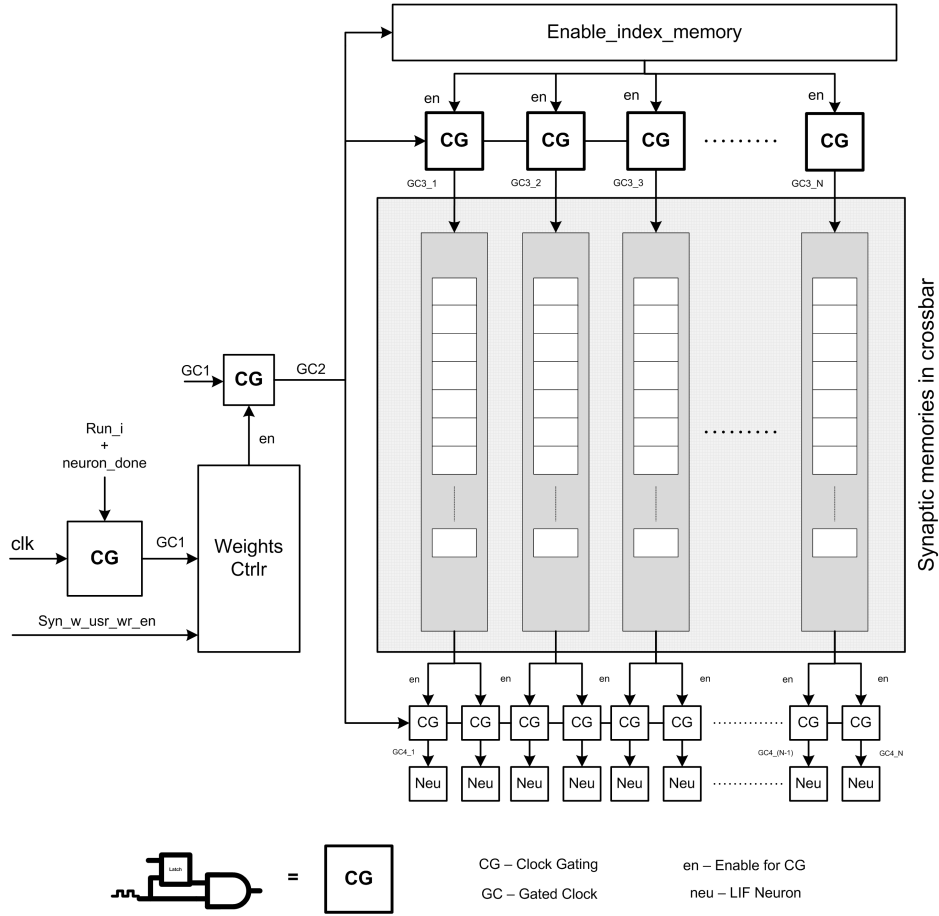 Enable_index_memory
en
en
en
en
CG
CG
CG
CG
GC3_1
GC3_2
GC3_3
GC3_N
Synaptic memories in crossbar
GC1
CG
GC2
en
Run_i
+
neuron_done
clk
CG
GC1
Weights
Ctrlr
Syn_w_usr_wr_en
en
en
en
en
en
en
CG
CG
CG
CG
CG
CG
CG
CG
GC4_1
GC4_(N-1)
GC4_N
Neu
Neu
Neu
Neu
Neu
Neu
Neu
Neu
Latch
=
CG
CG – Clock Gating
en – Enable for CG
GC – Gated Clock
neu – LIF Neuron